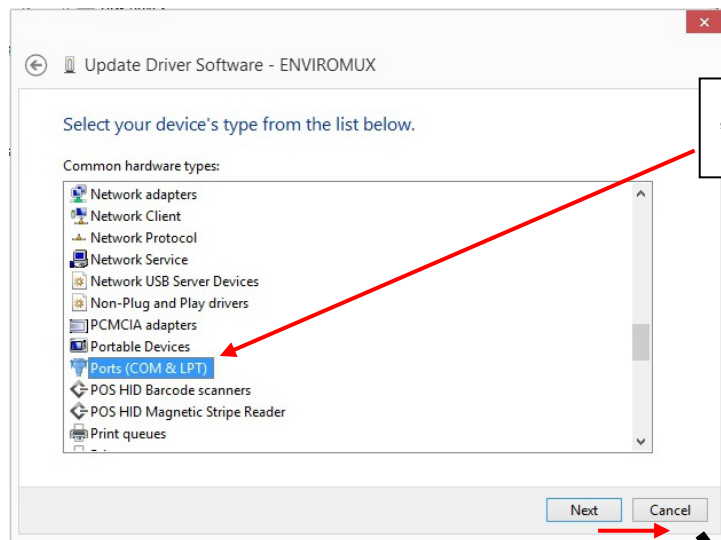 Update Driver Software - ENVIROMUX
Select your device's type from the list below.
Common hardware types:
Network adapters
Network Client
Network Protocol
Network Service
Network USB Server Devices
Non-Plug and Play drivers
PCMCIA adapters
Portable Devices
Ports (COM & LPT)
POS HID Barcode scanners
POS HID Magnetic Stripe Reader
Print queues
Next
Cancel